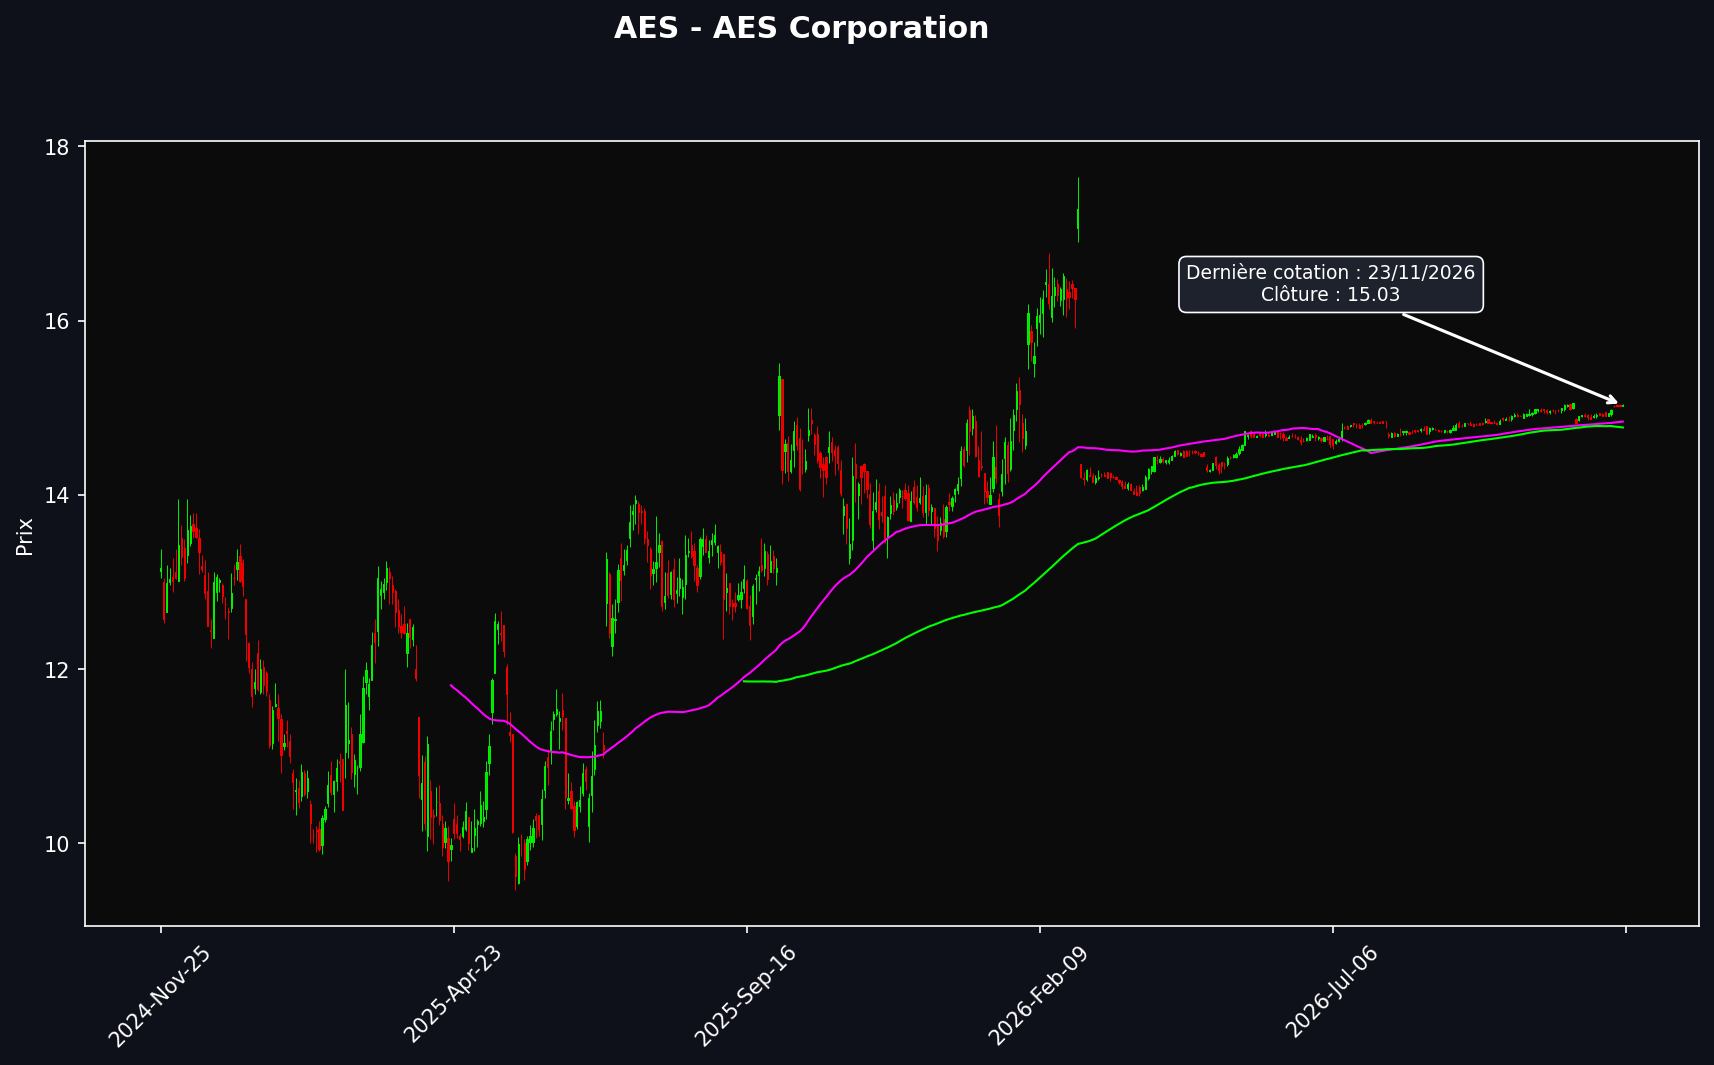 AES - AES Corporation
18
16
14
12
10
Prix
Dernière cotation : 23/11/2026
Clôture : 15.03
2024-Nov-25
2025-Apr-23
2025-Sep-16
2026-Feb-09
2026-Jul-06